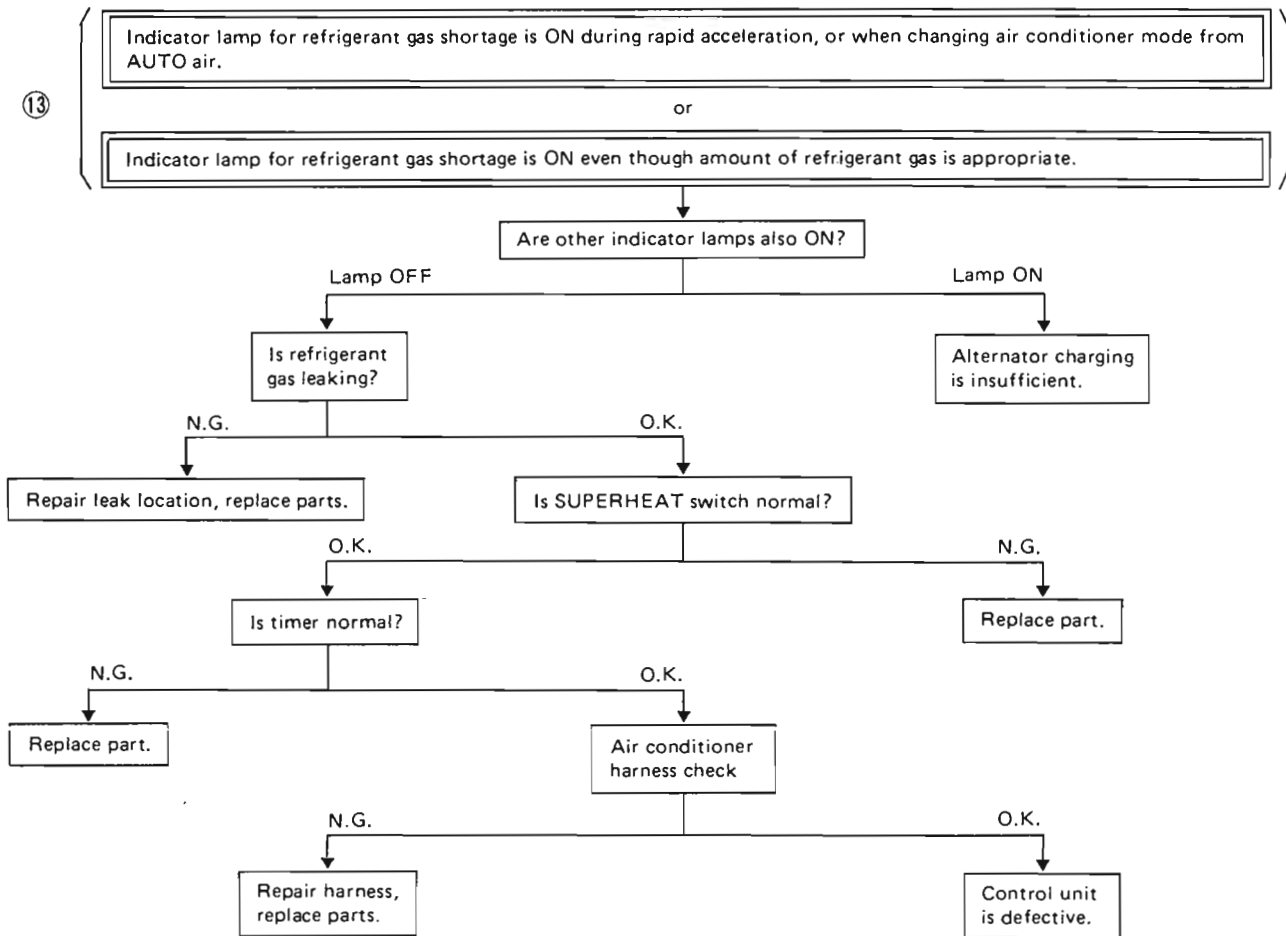 Indicator lamp for refrigerant gas shortage is ON during rapid acceleration, or when changing air conditioner mode from
AUTO air.
⑬
or
Indicator lamp for refrigerant gas shortage is ON even though amount of refrigerant gas is appropriate.
Are other indicator lamps also ON?
Lamp OFF
Lamp ON
Is refrigerant
gas leaking?
Alternator charging
is insufficient.
N.G.
O.K.
Repair leak location, replace parts.
Is SUPERHEAT switch normal?
O.K.
N.G.
Is timer normal?
Replace part.
N.G.
O.K.
Replace part.
Air conditioner
harness check
N.G.
O.K.
Repair harness,
replace parts.
Control unit
is defective.